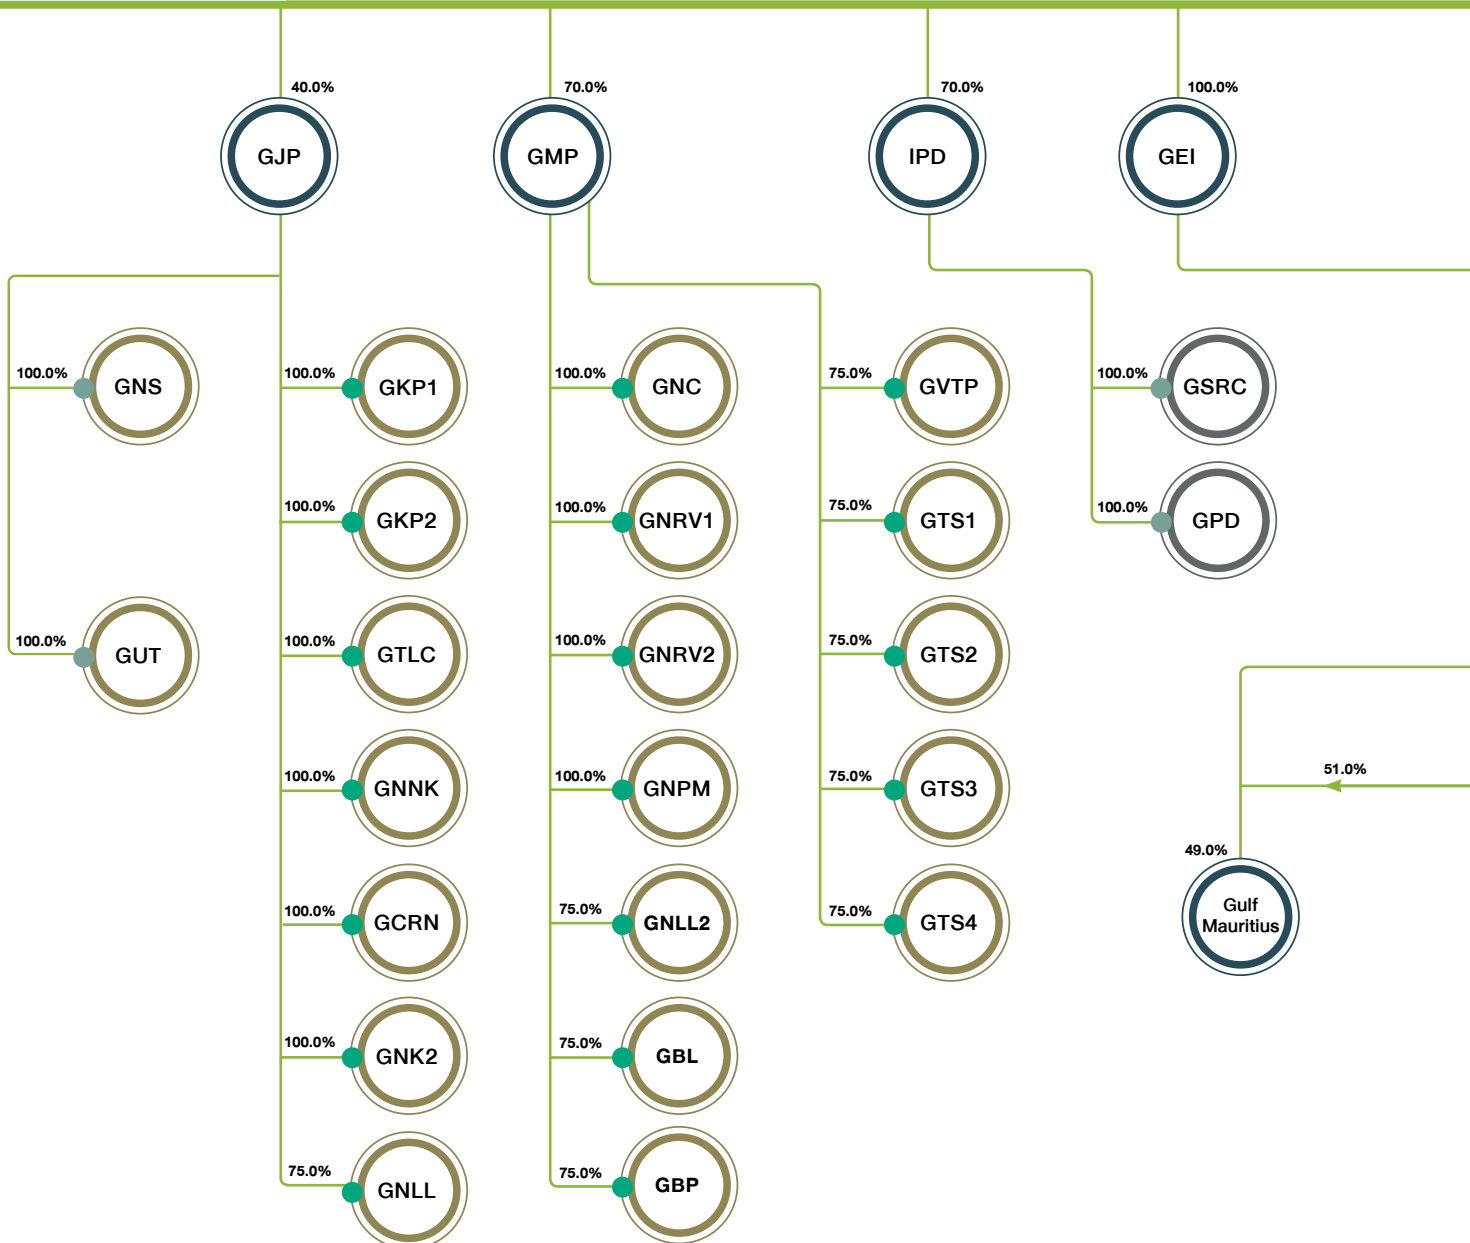 40.0%
70.0%
70.0%
100.0%
GJP
GMP
IPD
GEI
100.0%
GNS
100.0%
GKP1
100.0%
GNC
75.0%
GVTP
100.0%
GSRC
100.0%
GKP2
100.0%
GNRV1
75.0%
GTS1
100.0%
GPD
100.0%
GUT
100.0%
GTLC
100.0%
GNRV2
75.0%
GTS2
100.0%
GNNK
100.0%
GNPM
75.0%
GTS3
51.0%
49.0%
Gulf
Mauritius
100.0%
GCRN
75.0%
GNLL2
75.0%
GTS4
100.0%
GNK2
75.0%
GBL
75.0%
GNLL
75.0%
GBP